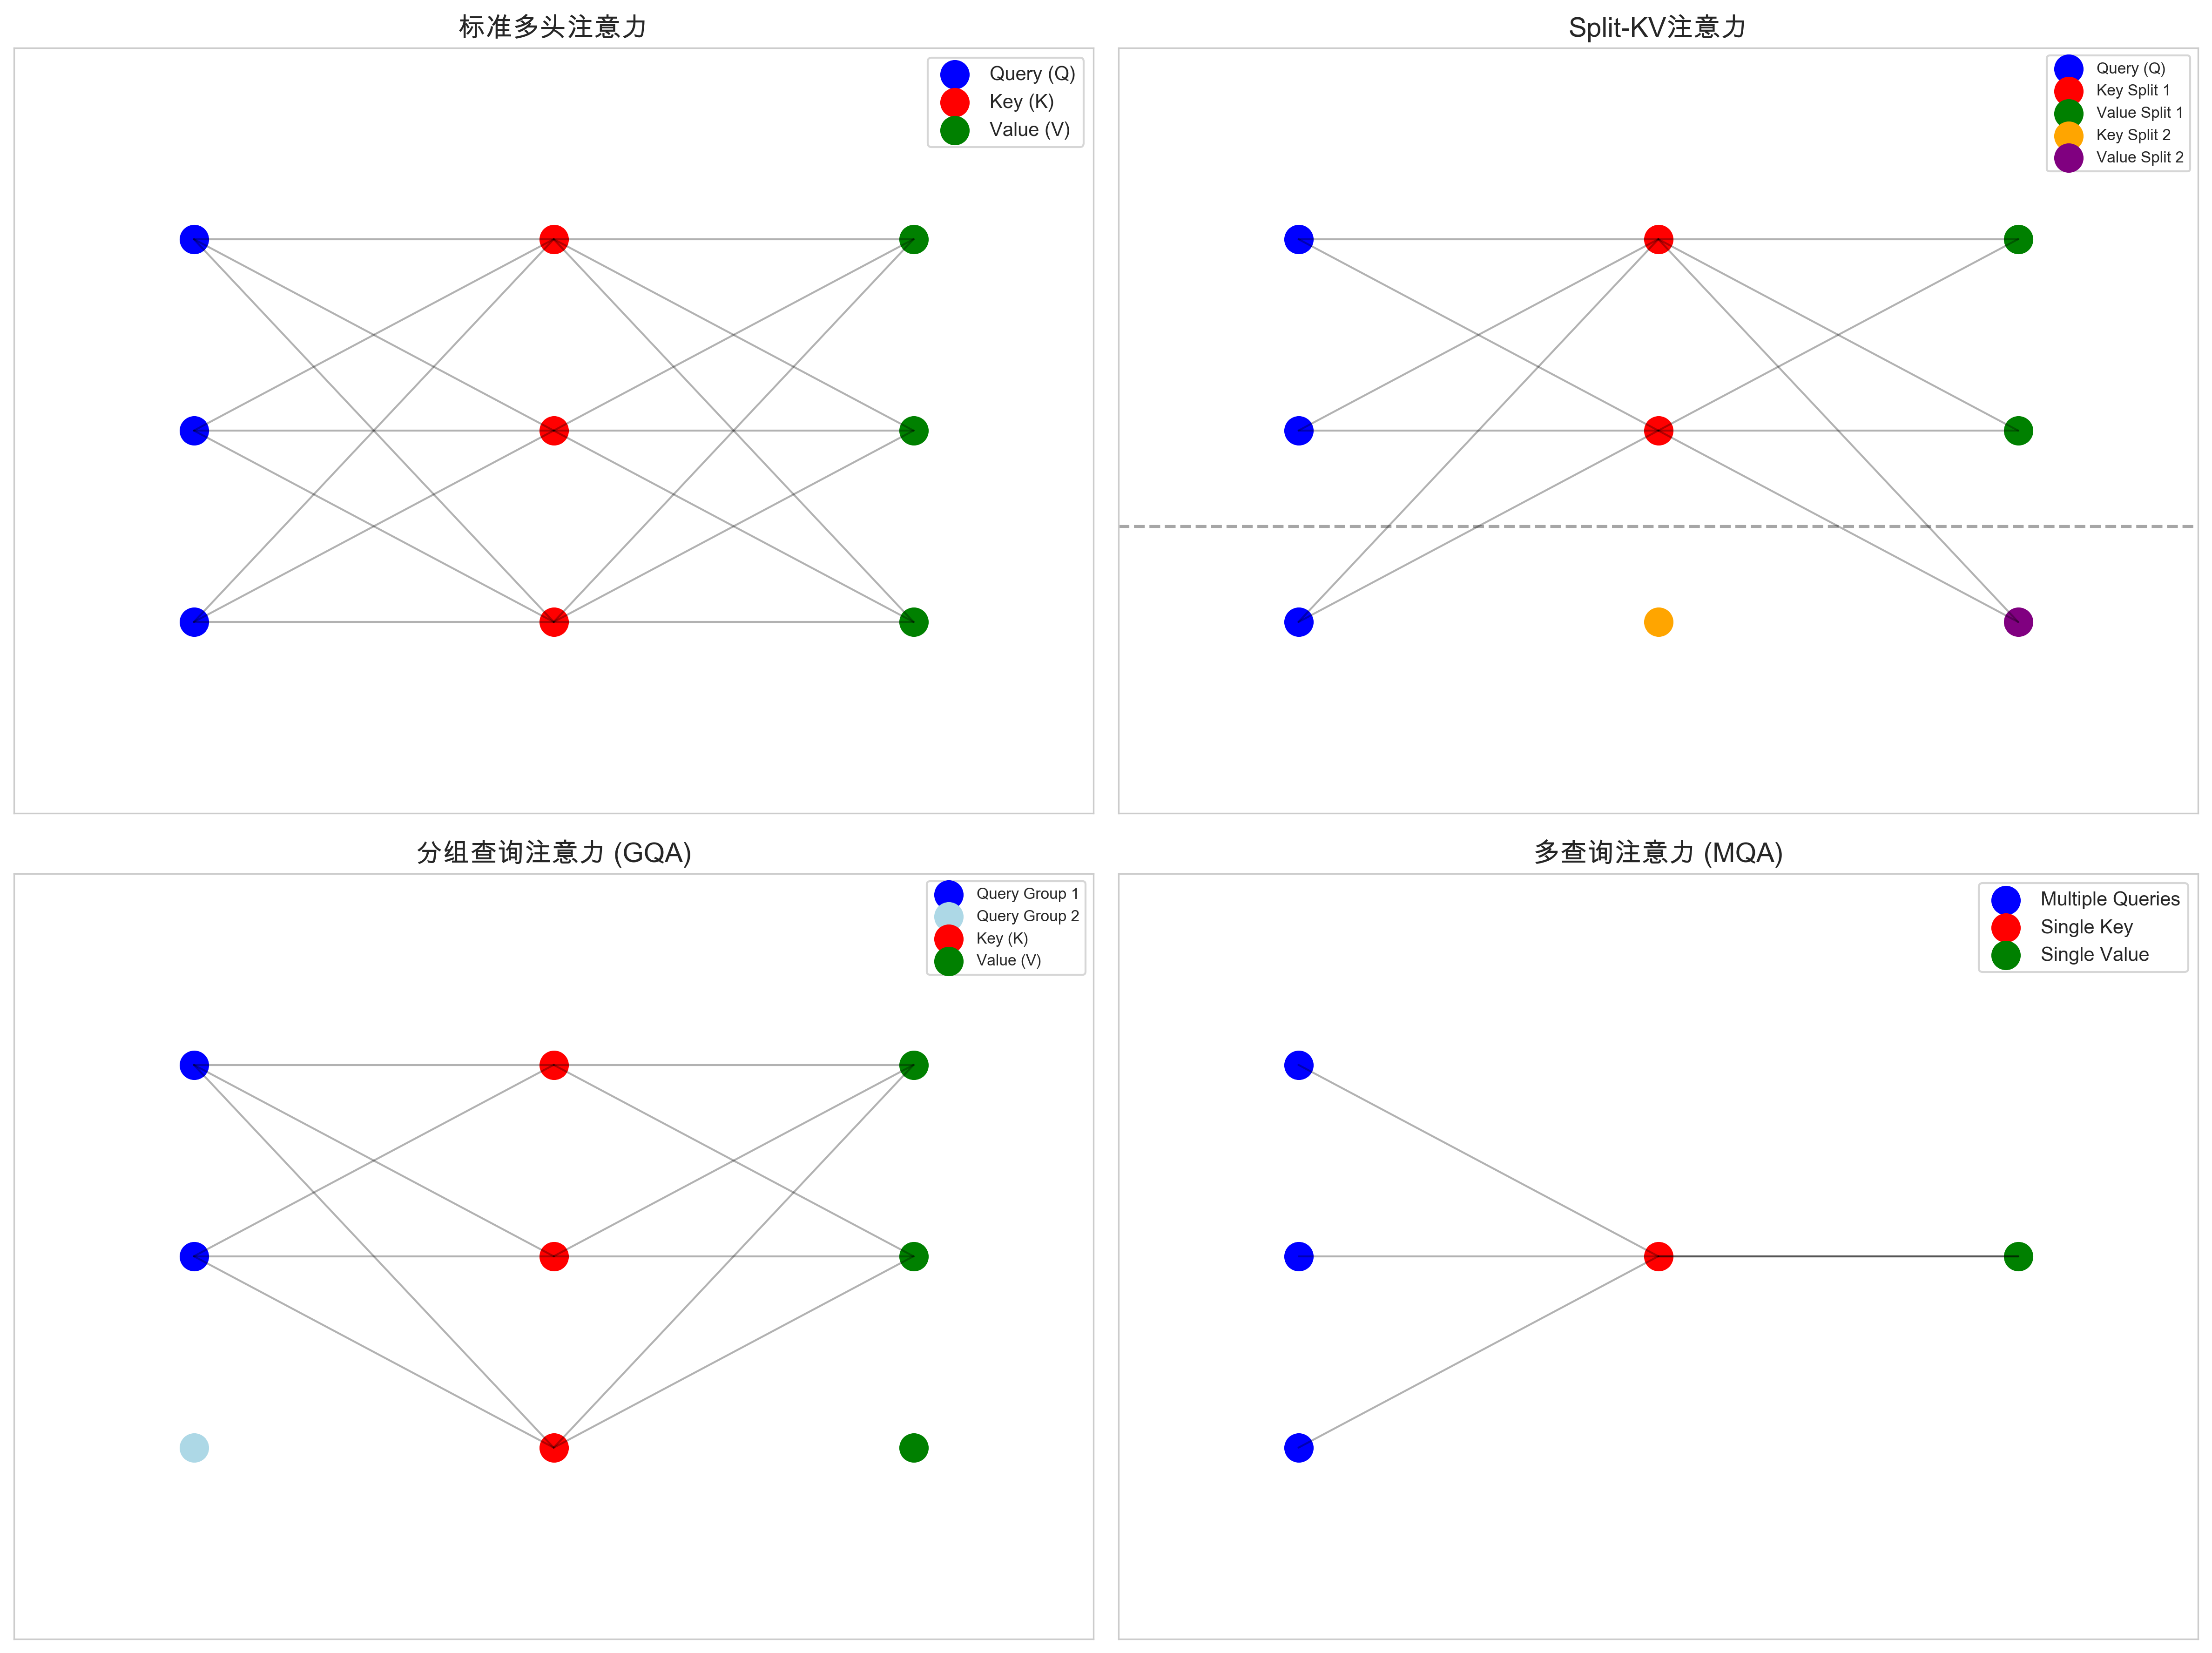 标准多头注意力
Query (Q)
Key (K)
Value (V)
Split-KV注意力
Query (Q)
Key Split 1
Value Split 1
Key Split 2
Value Split 2
分组查询注意力 (GQA)
Query Group 1
Query Group 2
Key (K)
Value (V)
多查询注意力 (MQA)
Multiple Queries
Single Key
Single Value